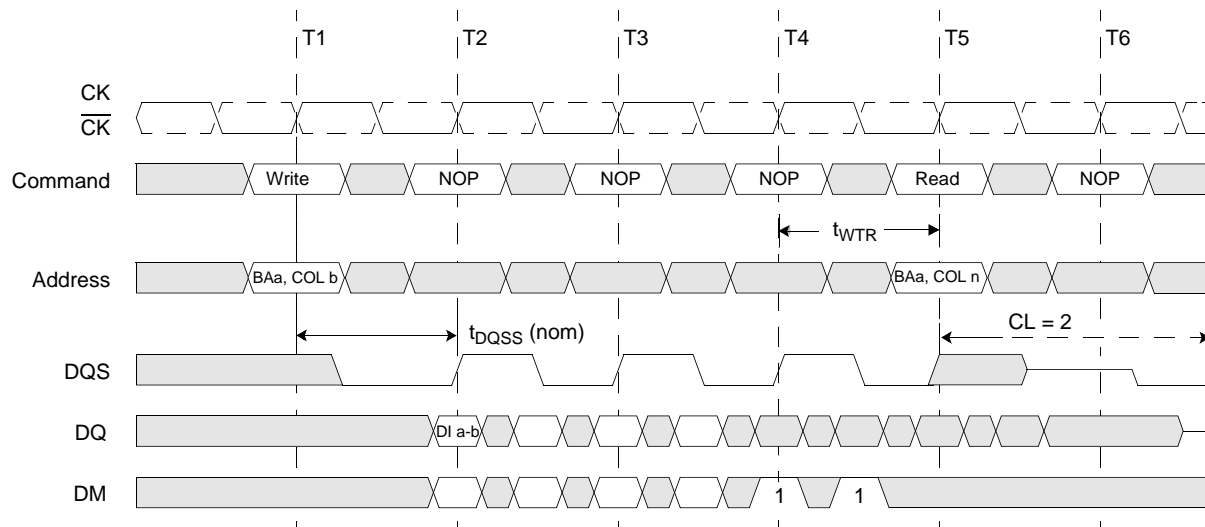 T1 T2 T3 T4 T5 T6
CK
CK
Command Write NOP NOP NOP Read NOP
tWTR
Address BAa, COL b BAa, COL n
tDQSS (nom) CL = 2
DQS
DQ DI a-b
DM 1 1